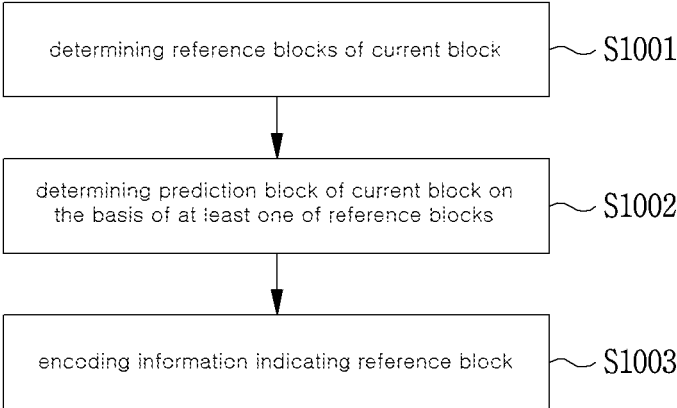 determining reference blocks of current block
S1001
determining prediction block of current block on
the basis of at least one of reference blocks
S1002
encoding information indicating reference block
S1003